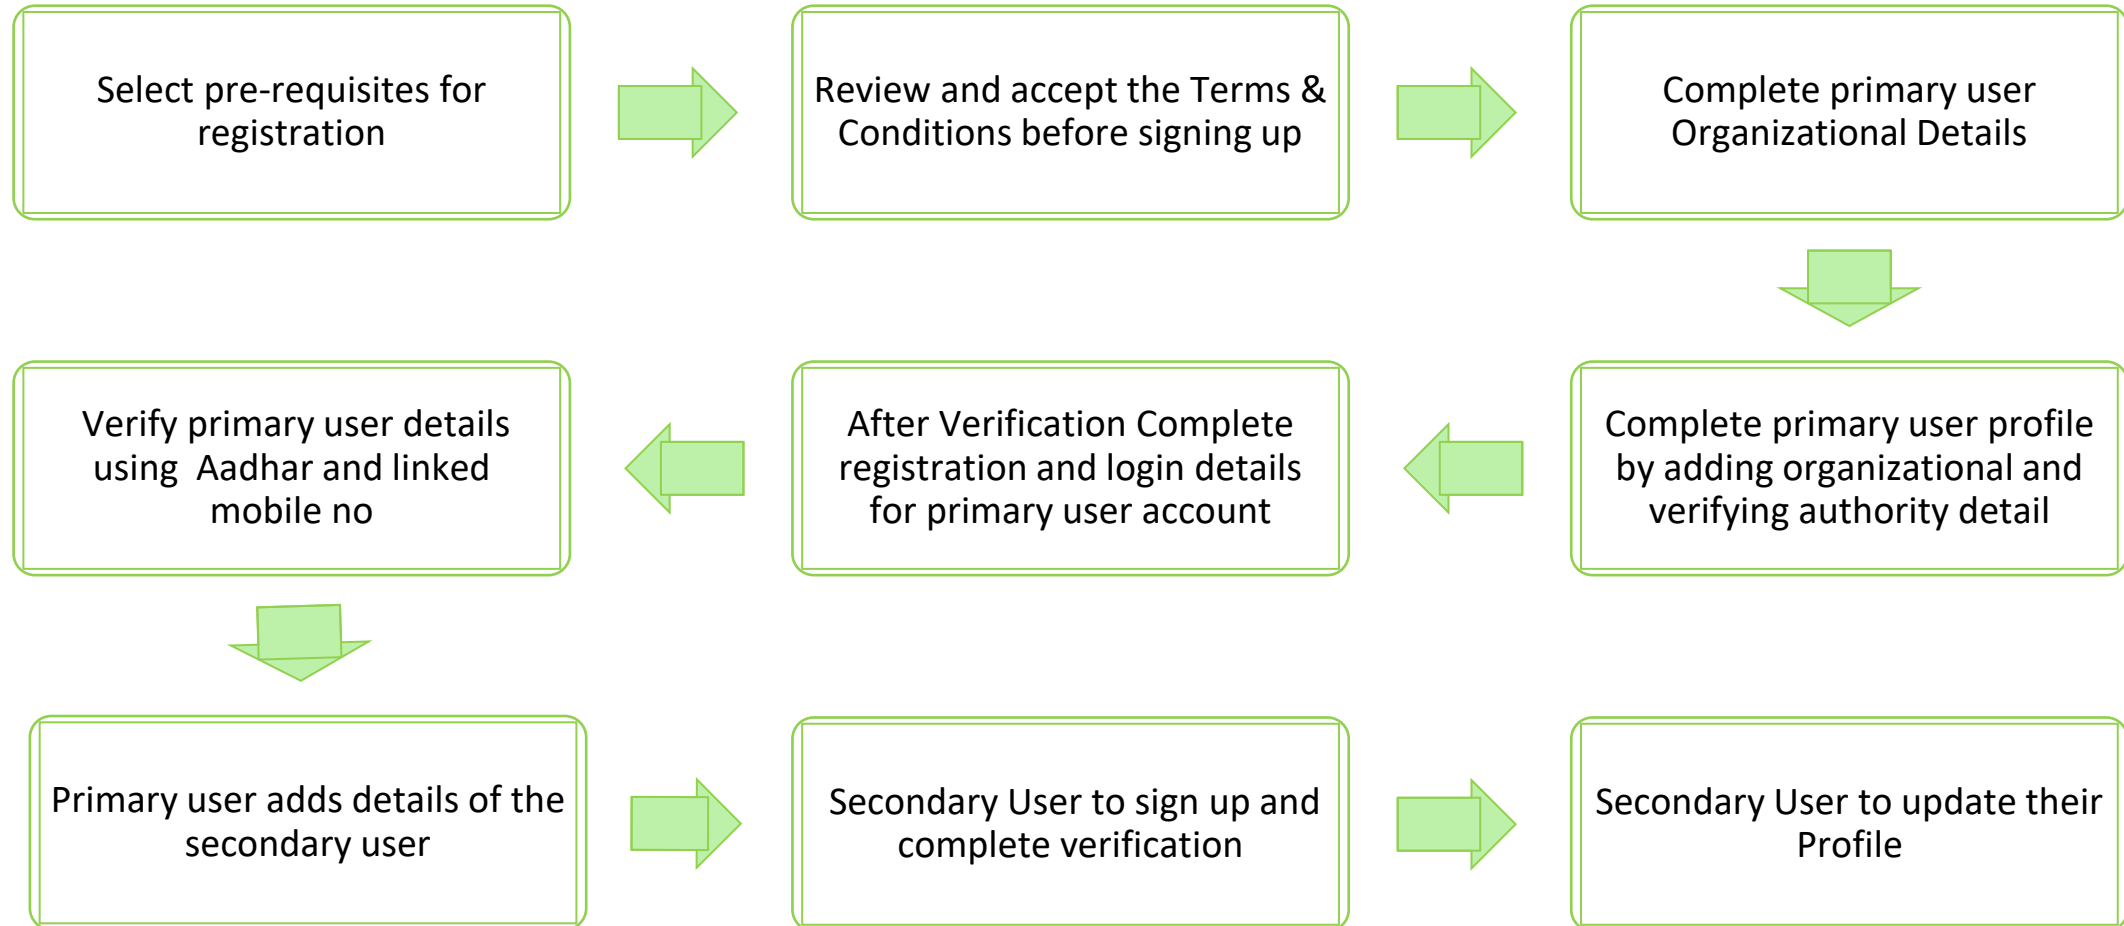 Select pre-requisites for
registration
Review and accept the Terms &
Conditions before signing up
Complete primary user
Organizational Details
Complete primary user profile
by adding organizational and
verifying authority detail
After Verification Complete
registration and login details
for primary user account
Verify primary user details
using  Aadhar and linked
mobile no
Primary user adds details of the
secondary user
Secondary User to sign up and
complete verification
Secondary User to update their
Profile